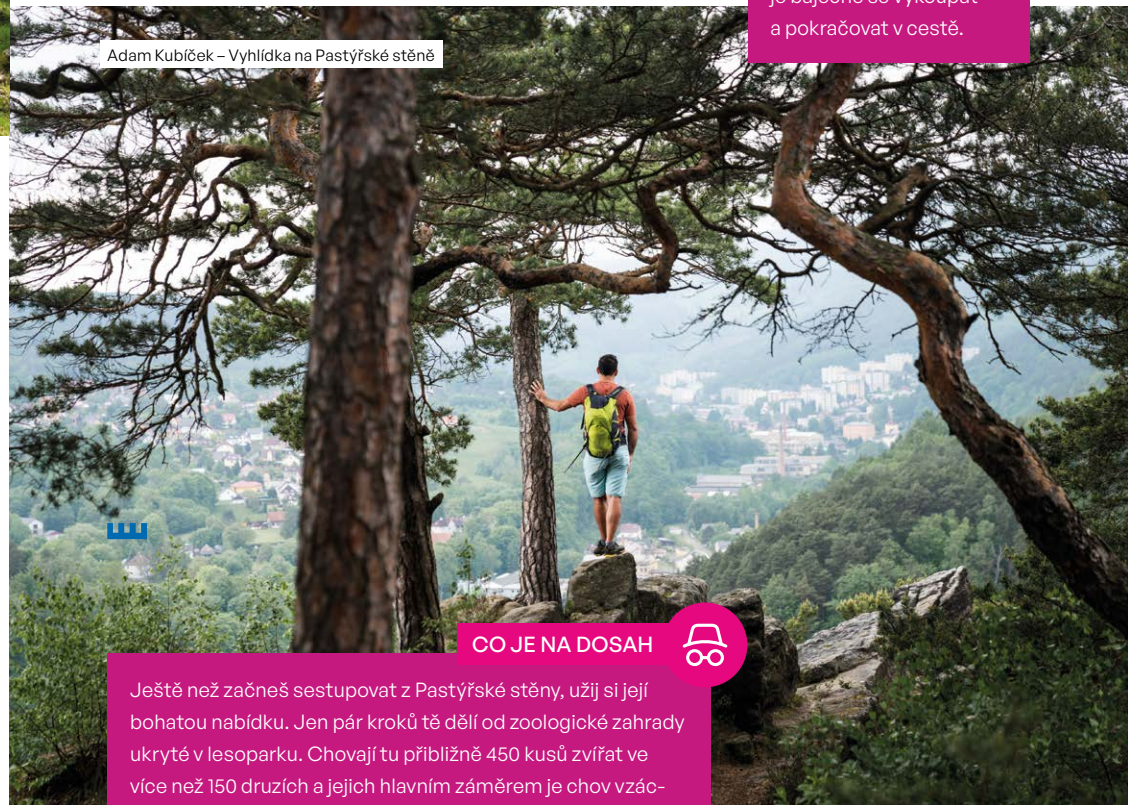 a pokračovat v cestě.
Adam Kubíček – Vyhlídka na Pastýřské stěně
CO JE NA DOSAH
Ještě než začneš sestupovat z Pastýřské stěny, užij si její
bohatou nabídku. Jen pár kroků tě dělí od zoologické zahrady
ukryté v lesoparku. Chovají tu přibližně 450 kusů zvířat ve
více než 150 druzích a jejich hlavním záměrem je chov vzác-